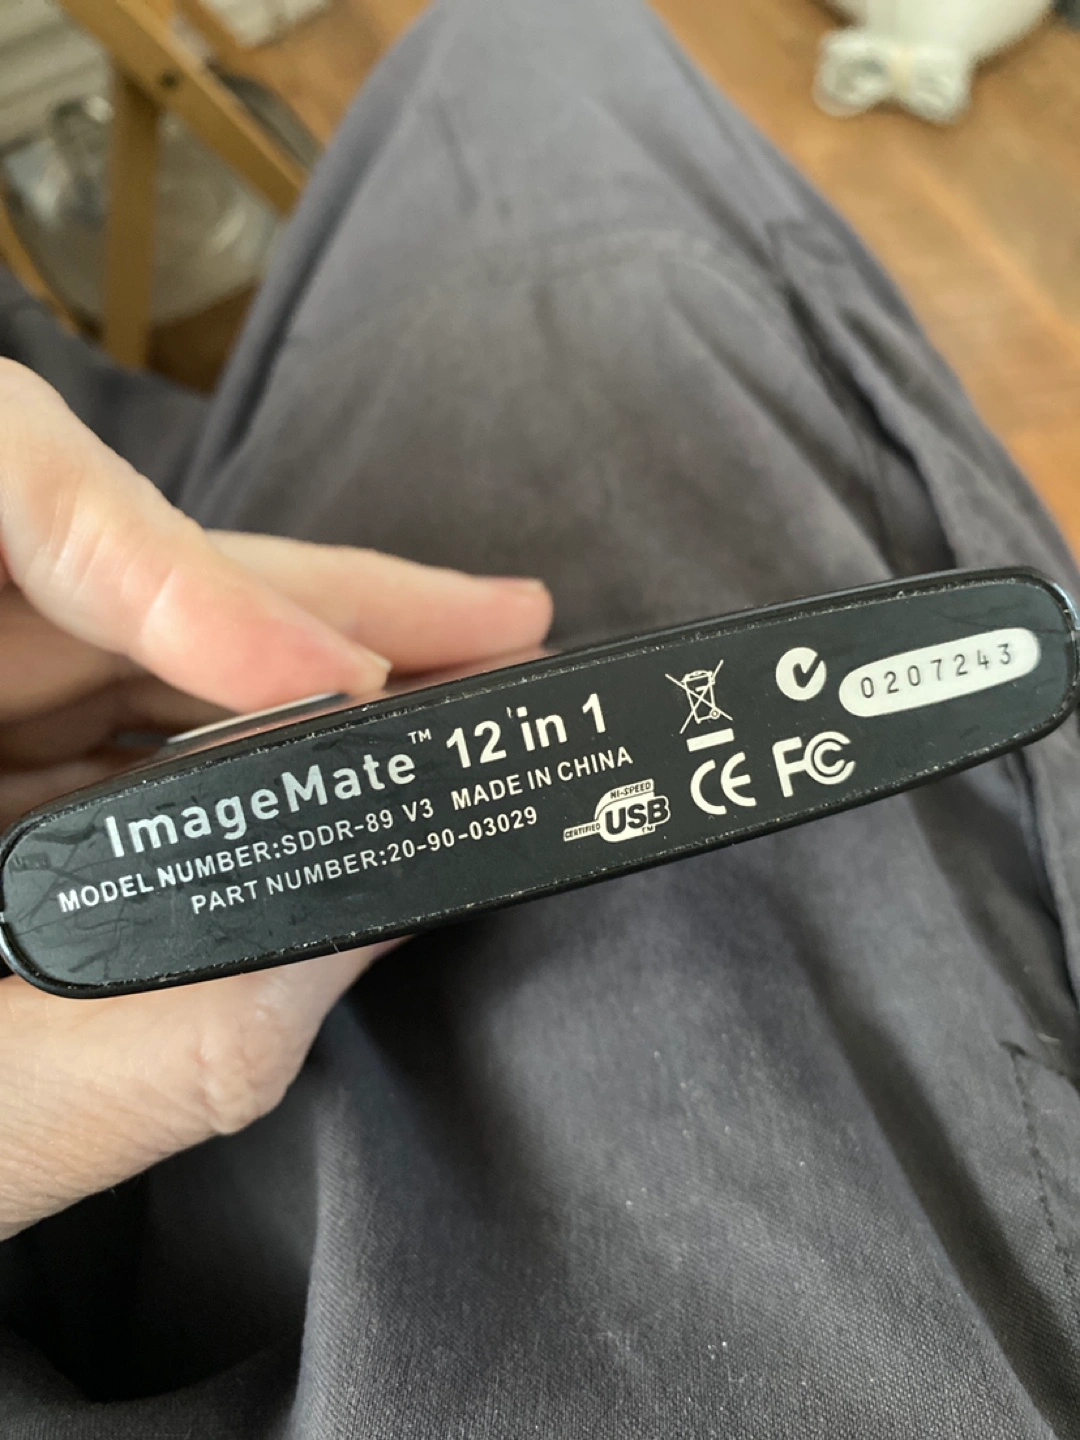 ImageMate™ 12 in 1
MODEL NUMBER:SDDR-89 V3 MADE IN CHINA
PART NUMBER:20-90-03029
HI-SPEED
CERTIFIED USB™
CE FC
0207243